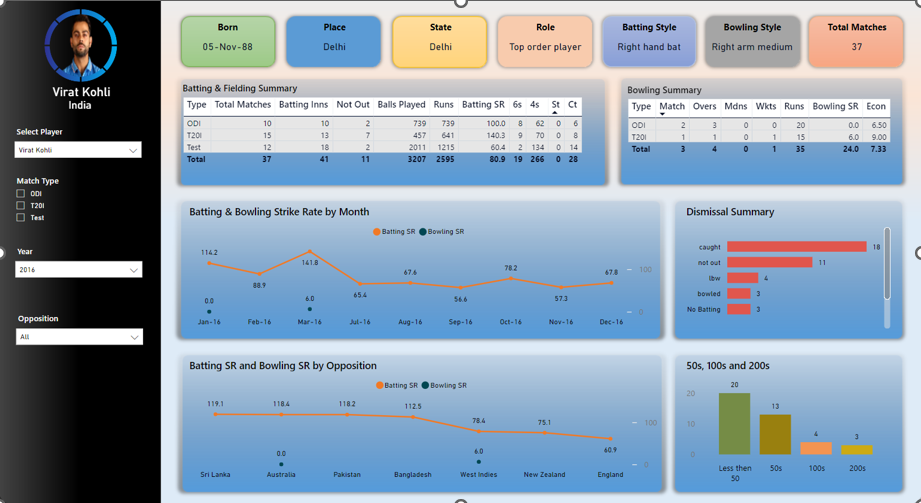 Virat Kohli
India
Select Player
Virat Kohli
Match Type
ODI
T20I
Test
Year
2016
Opposition
All
Born
05-Nov-88
Place
Delhi
State
Delhi
Role
Top order player
Batting Style
Right hand bat
Bowling Style
Right arm medium
Total Matches
37
Batting & Fielding Summary
Type Total Matches Batting Inns Not Out Balls Played Runs Batting SR 6s 4s St Ct
ODI 10 10 2 739 739 100.0 8 62 0 6
T20I 15 13 7 457 641 140.3 9 70 0 8
Test 12 18 2 2011 1215 60.4 2 134 0 14
Total 37 41 11 3207 2595 80.9 19 266 0 28
Bowling Summary
Type Match Overs Mdns Wkts Runs Bowling SR Econ
ODI 2 3 0 0 20 0.0 6.50
T20I 1 1 0 1 15 6.0 9.00
Total 3 4 0 1 35 24.0 7.33
Batting & Bowling Strike Rate by Month
Batting SR Bowling SR
114.2 88.9 141.8 65.4 67.6 56.6 78.2 57.3 67.8
0.0 6.0
100
0
Jan-16 Feb-16 Mar-16 Jul-16 Aug-16 Sep-16 Oct-16 Nov-16 Dec-16
Dismissal Summary
caught 18
not out 11
lbw 4
bowled 3
No Batting 3
Batting SR and Bowling SR by Opposition
Batting SR Bowling SR
119.1 118.4 118.2 112.5 78.4 75.1 60.9
0.0 6.0
100
0
Sri Lanka Australia Pakistan Bangladesh West Indies New Zealand England
50s, 100s and 200s
20
10
0
20 13 4 3
Less then 50s 100s 200s
50